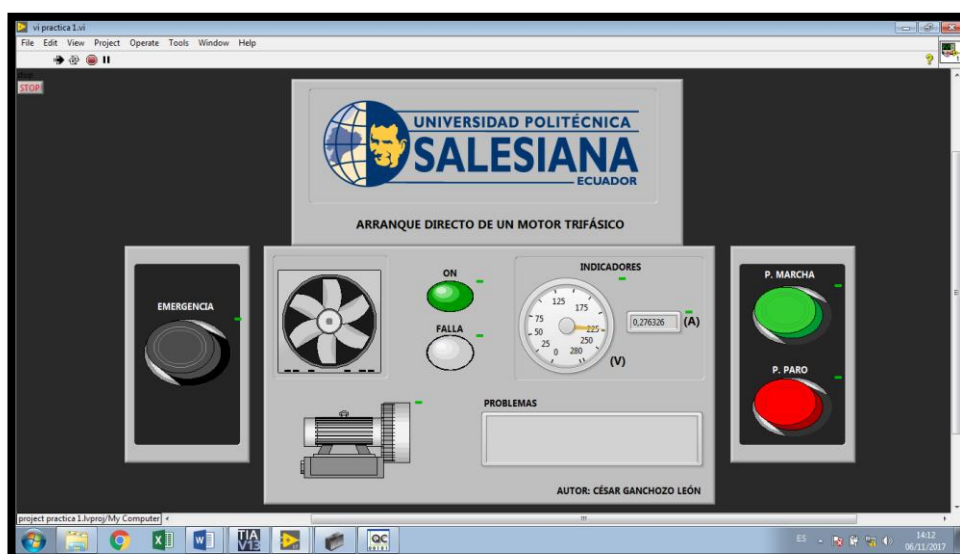 vi practica 1.vi
File Edit View Project Operate Tools Window Help
stop
STOP
UNIVERSIDAD POLITÉCNICA
SALESIANA
ECUADOR
ARRANQUE DIRECTO DE UN MOTOR TRIFÁSICO
EMERGENCIA
ON
FALLA
INDICADORES
0 25 50 75 125 175 225 250 280
(V)
0,276326 (A)
P. MARCHA
P. PARO
PROBLEMAS
AUTOR: CÉSAR GANCHOZO LEÓN
project practica 1.lvproj/My Computer
TIA
V13
QC
ES
14:12
06/11/2017